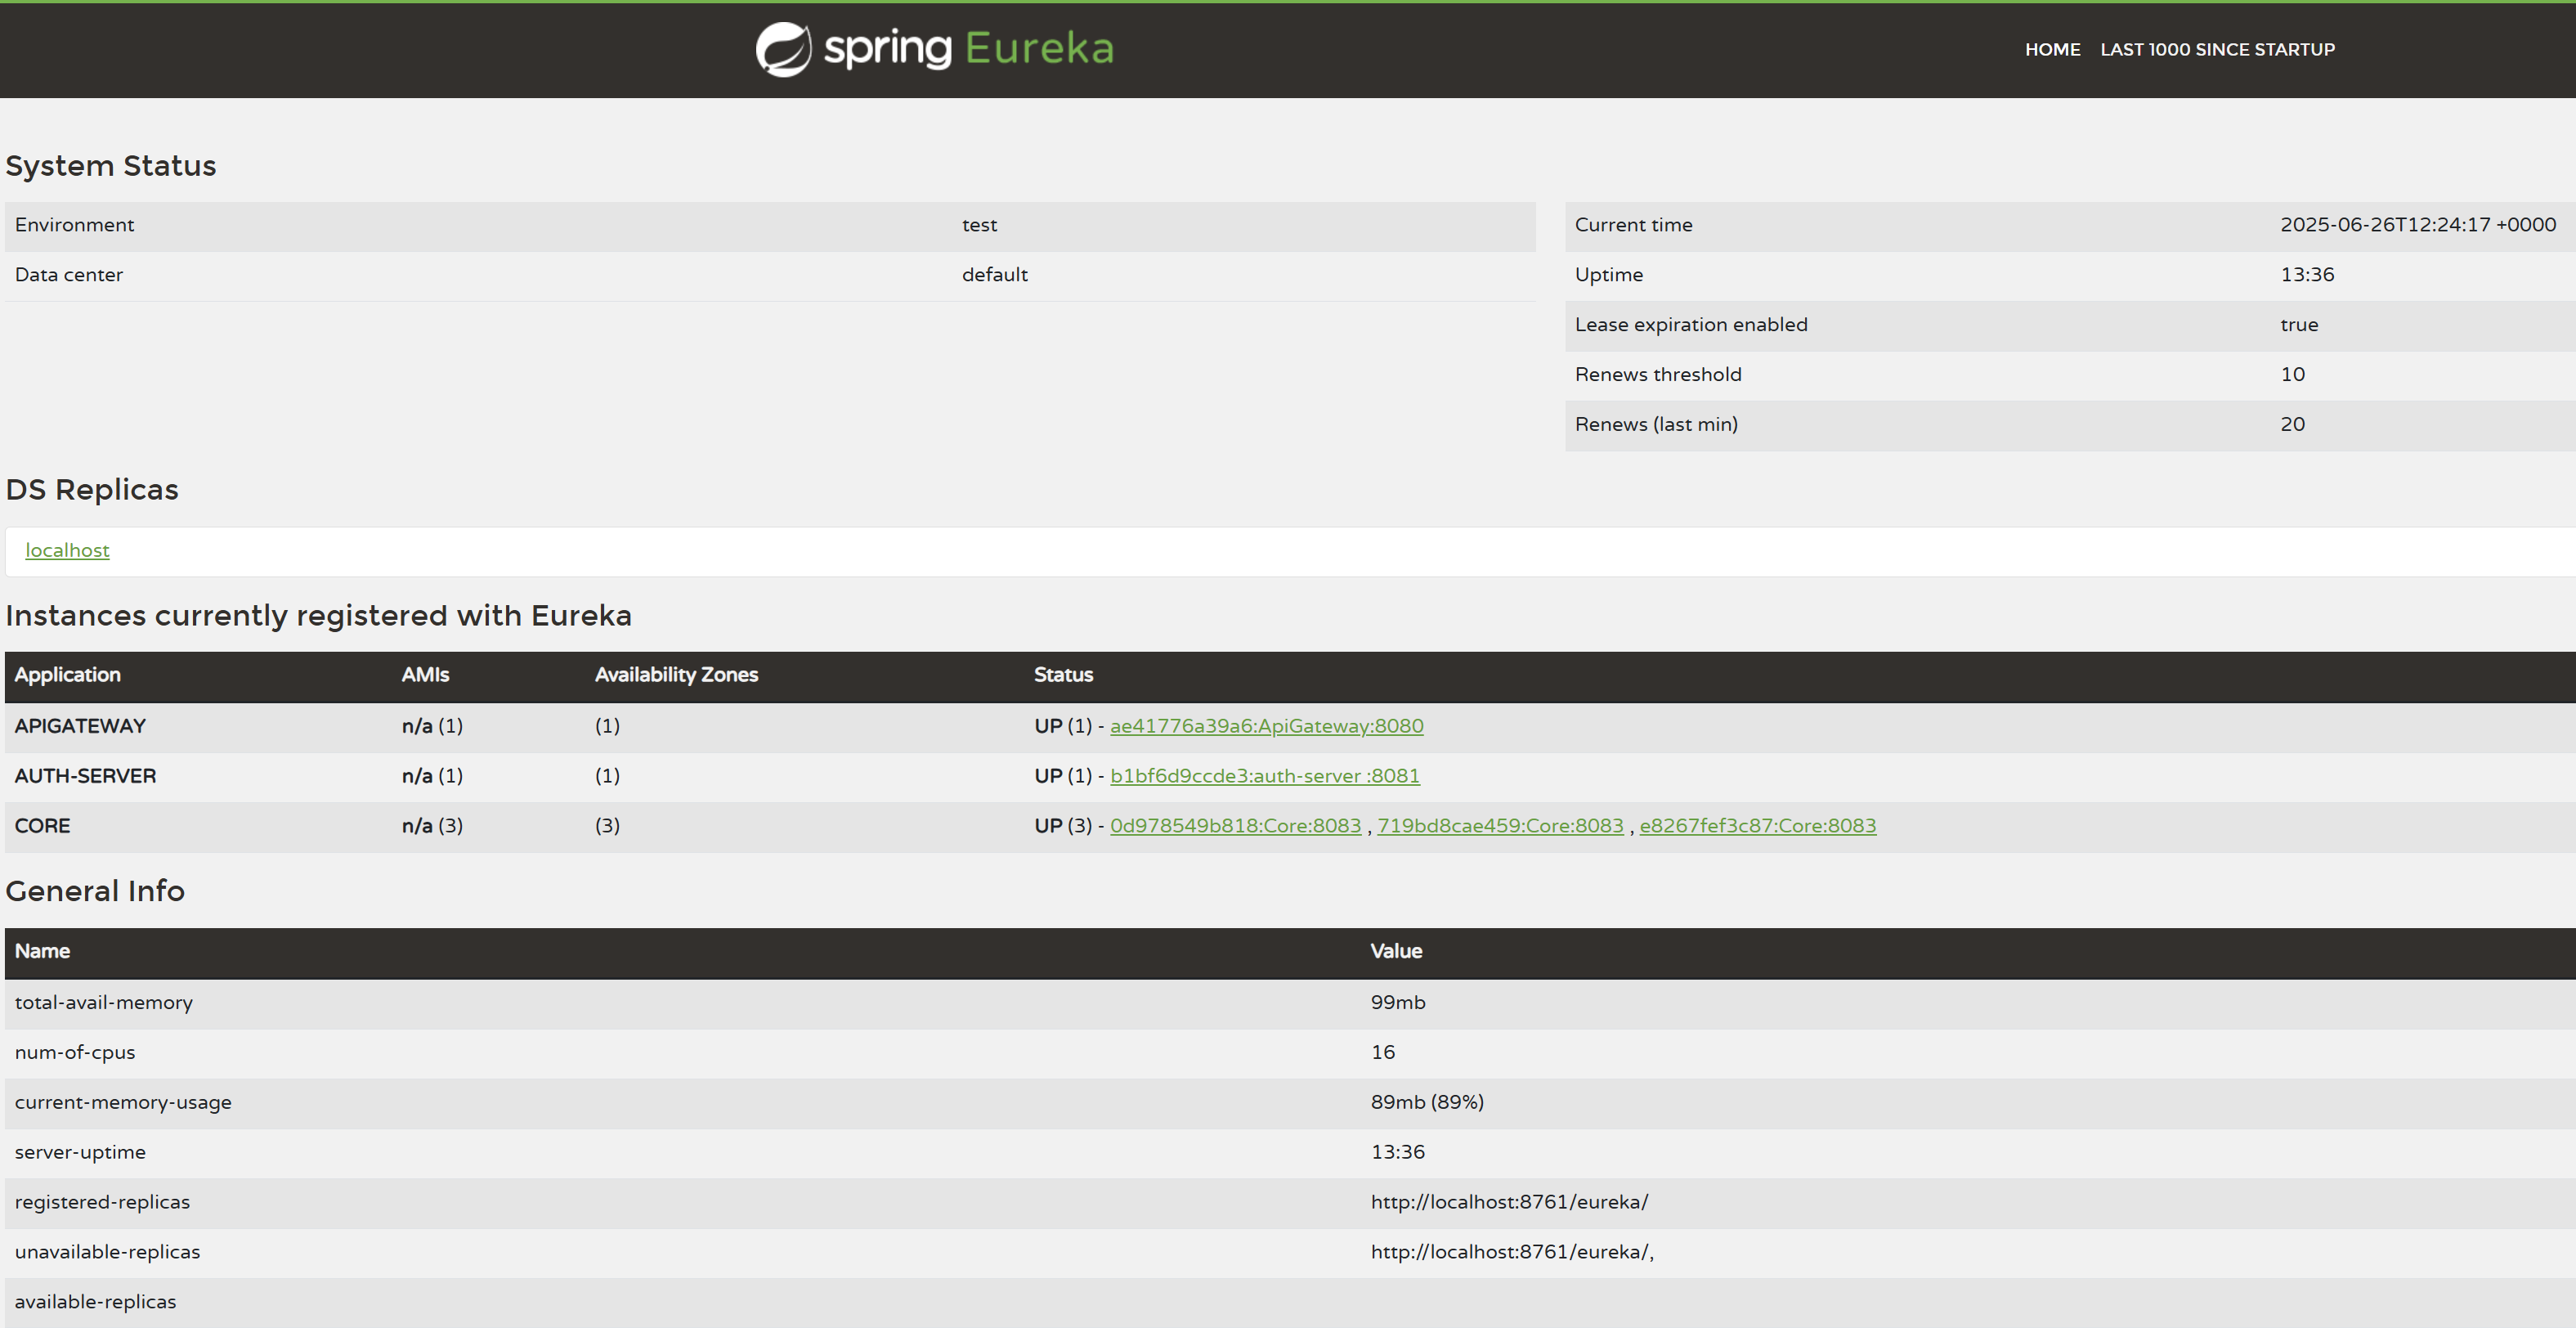 spring Eureka
HOME LAST 1000 SINCE STARTUP
System Status
Environment test
Data center default
Current time 2025-06-26T12:24:17 +0000
Uptime 13:36
Lease expiration enabled true
Renews threshold 10
Renews (last min) 20
DS Replicas
localhost
Instances currently registered with Eureka
Application AMIs Availability Zones Status
APIGATEWAY n/a (1) (1) UP (1) - ae41776a39a6:ApiGateway:8080
AUTH-SERVER n/a (1) (1) UP (1) - b1bf6d9ccde3:auth-server :8081
CORE n/a (3) (3) UP (3) - 0d978549b818:Core:8083 , 719bd8cae459:Core:8083 , e8267fef3c87:Core:8083
General Info
Name Value
total-avail-memory 99mb
num-of-cpus 16
current-memory-usage 89mb (89%)
server-uptime 13:36
registered-replicas http://localhost:8761/eureka/
unavailable-replicas http://localhost:8761/eureka/,
available-replicas